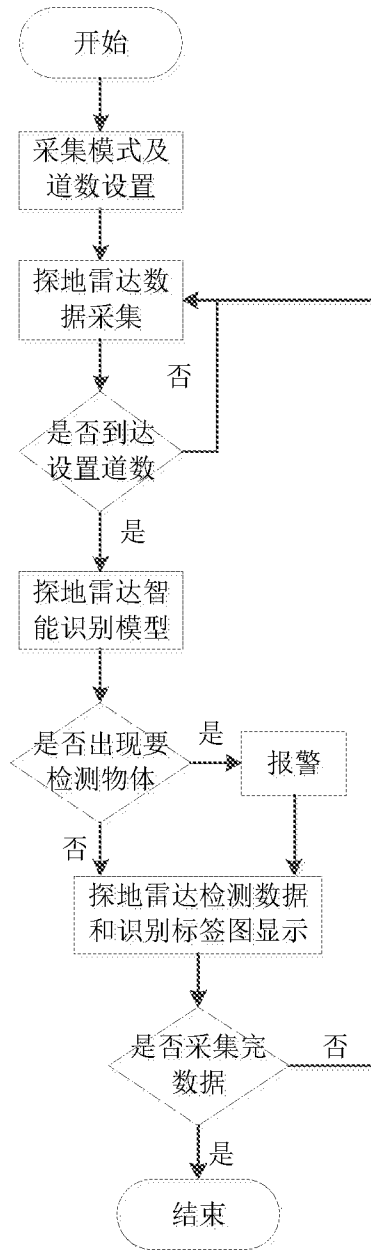 开始
采集模式及
道数设置
探地雷达数
据采集
否
是否到达
设置道数
是
探地雷达智
能识别模型
是否出现要
检测物体
是
报警
否
探地雷达检测数据
和识别标签图显示
是否采集完
数据
否
是
结束